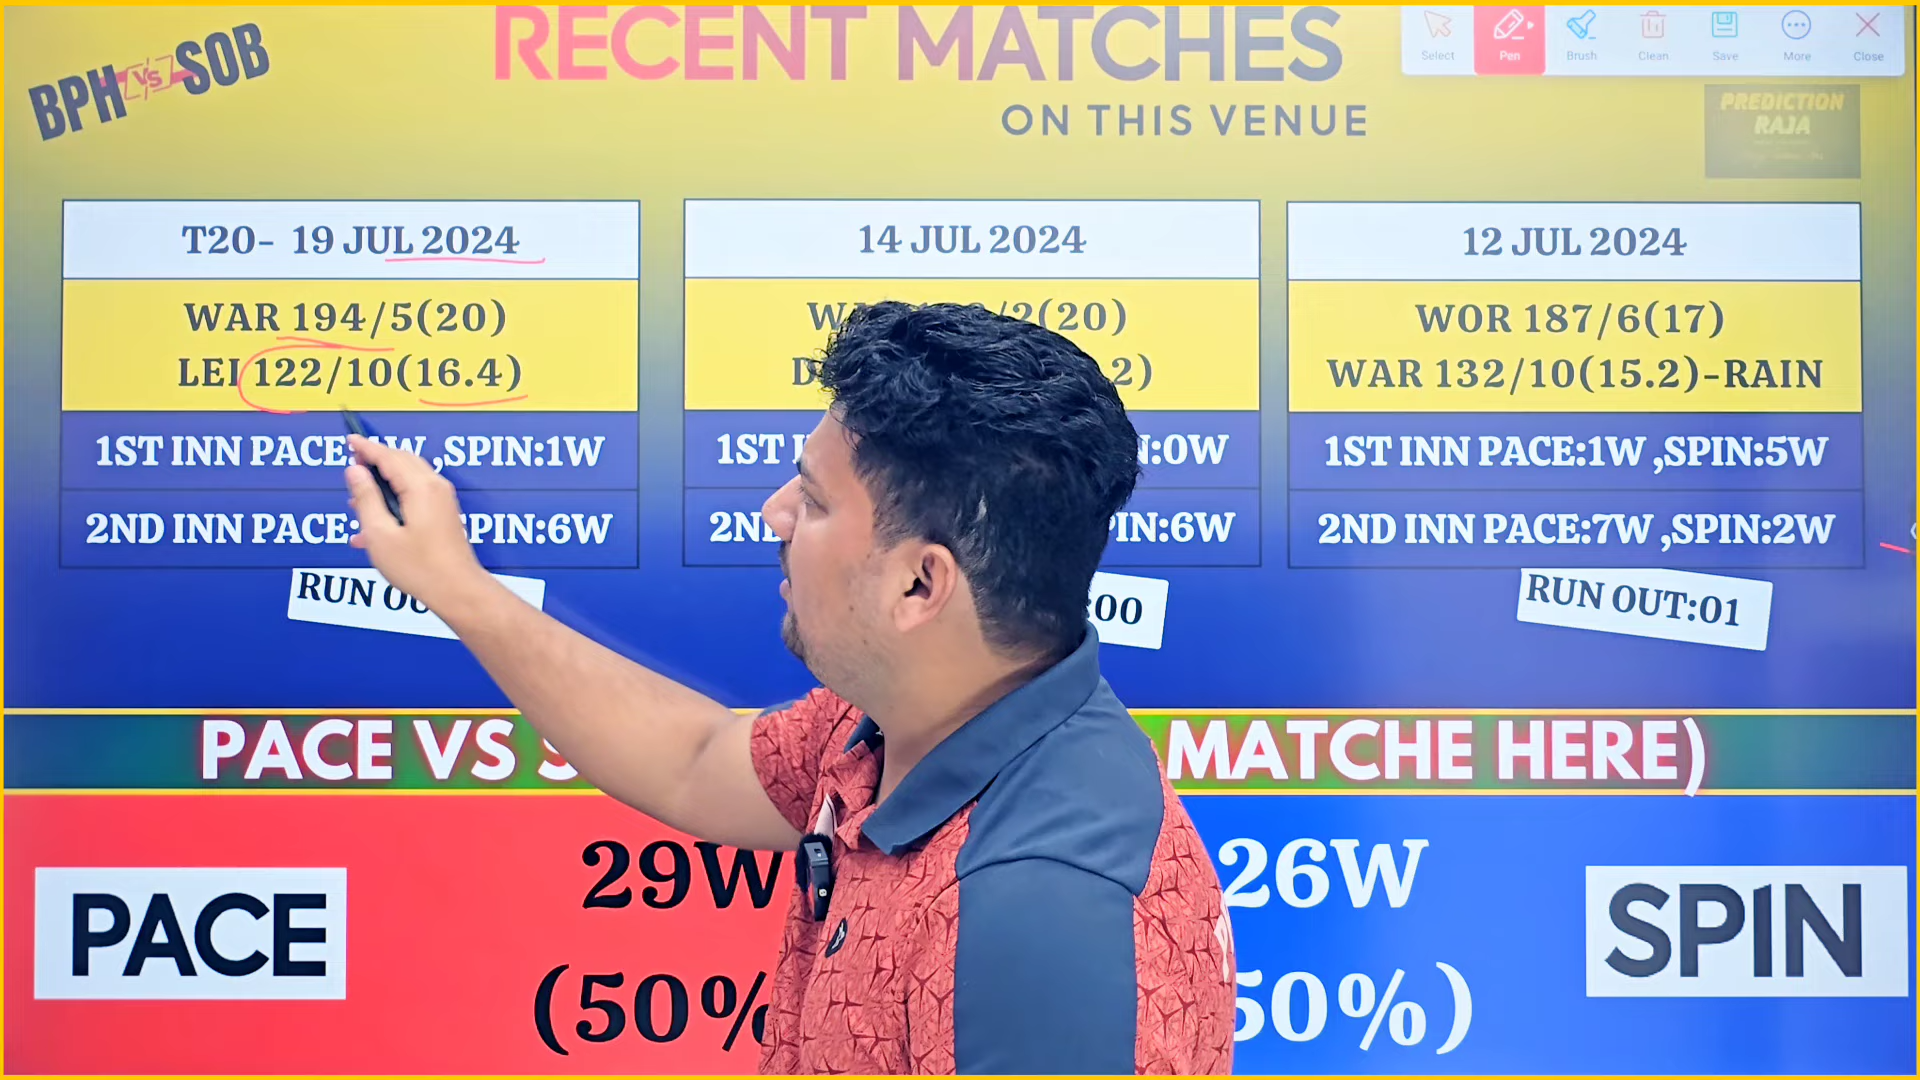 BPH VS SOB
RECENT MATCHES
ON THIS VENUE
Select
Pen
Brush
Clean
Save
More
Close
PREDICTION
RAJA
T20- 19 JUL 2024
WAR 194/5(20)
LEI 122/10(16.4)
1ST INN PACE: ,SPIN:1W
2ND INN PACE: SPIN:6W
RUN
14 JUL 2024
/2(20)
2)
1ST :0W
2ND :6W
:00
12 JUL 2024
WOR 187/6(17)
WAR 132/10(15.2)-RAIN
1ST INN PACE:1W ,SPIN:5W
2ND INN PACE:7W ,SPIN:2W
RUN OUT:01
PACE VS MATCHE HERE)
PACE
29W
(50%
26W
50%)
SPIN